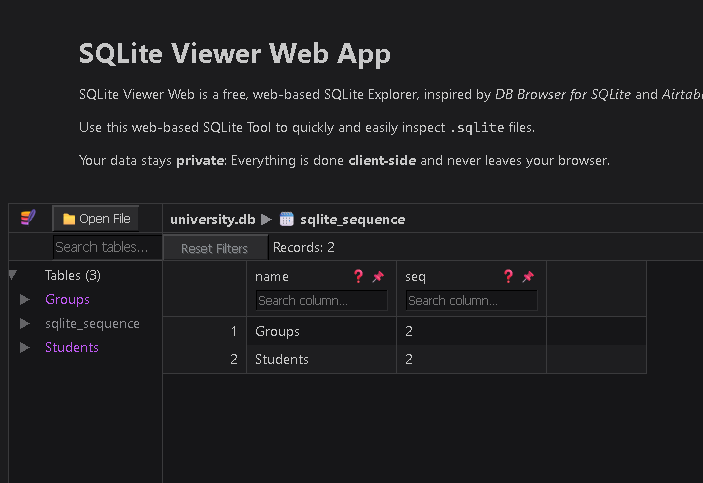 SQLite Viewer Web App
SQLite Viewer Web is a free, web-based SQLite Explorer, inspired by DB Browser for SQLite and
Use this web-based SQLite Tool to quickly and easily inspect .sqlite files.
Your data stays private: Everything is done client-side and never leaves your browser.
Open File
university.db ▶ sqlite_sequence
Search tables...
Reset Filters Records: 2
Tables (3)
Groups
sqlite_sequence
Students
name seq
Search column... Search column...
1 Groups 2
2 Students 2